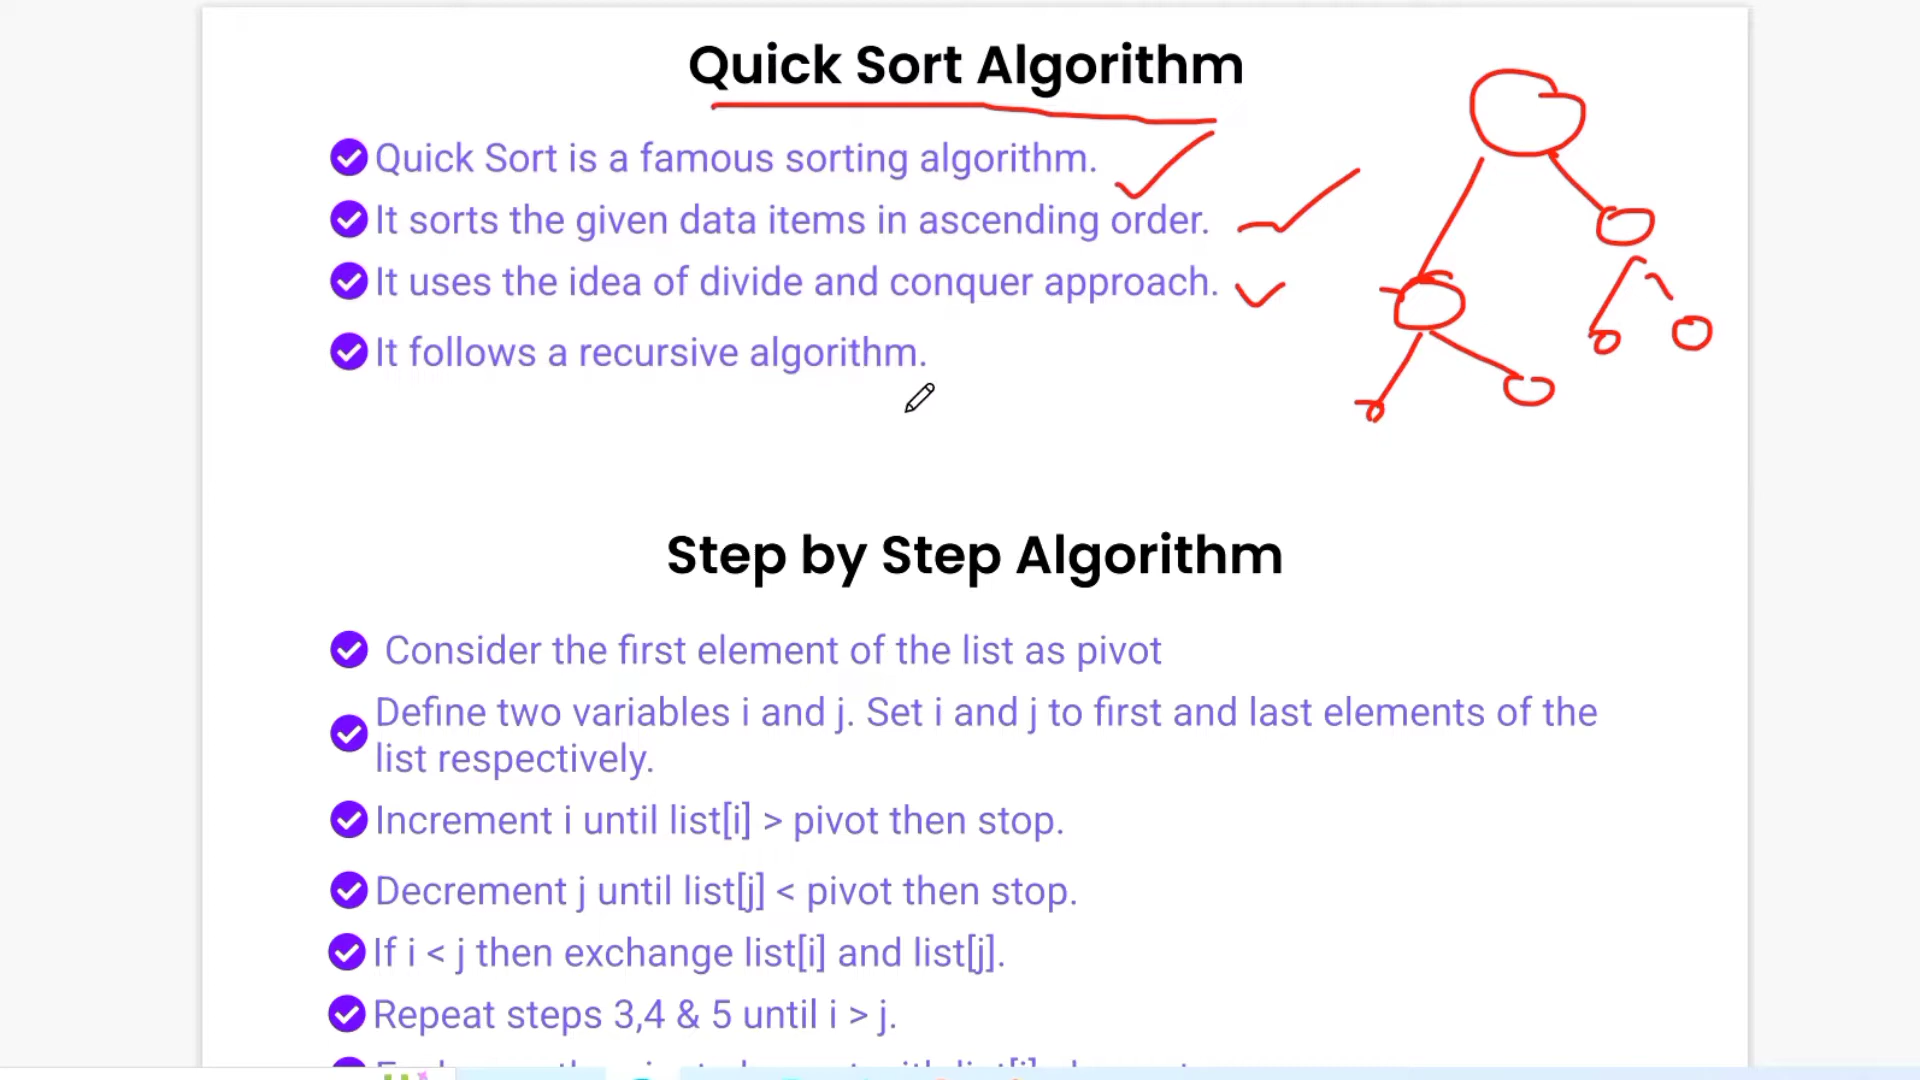 Quick Sort Algorithm
Quick Sort is a famous sorting algorithm.
It sorts the given data items in ascending order.
It uses the idea of divide and conquer approach.
It follows a recursive algorithm.
Step by Step Algorithm
Consider the first element of the list as pivot
Define two variables i and j. Set i and j to first and last elements of the
list respectively.
Increment i until list[i] > pivot then stop.
Decrement j until list[j] < pivot then stop.
If i < j then exchange list[i] and list[j].
Repeat steps 3,4 & 5 until i > j.